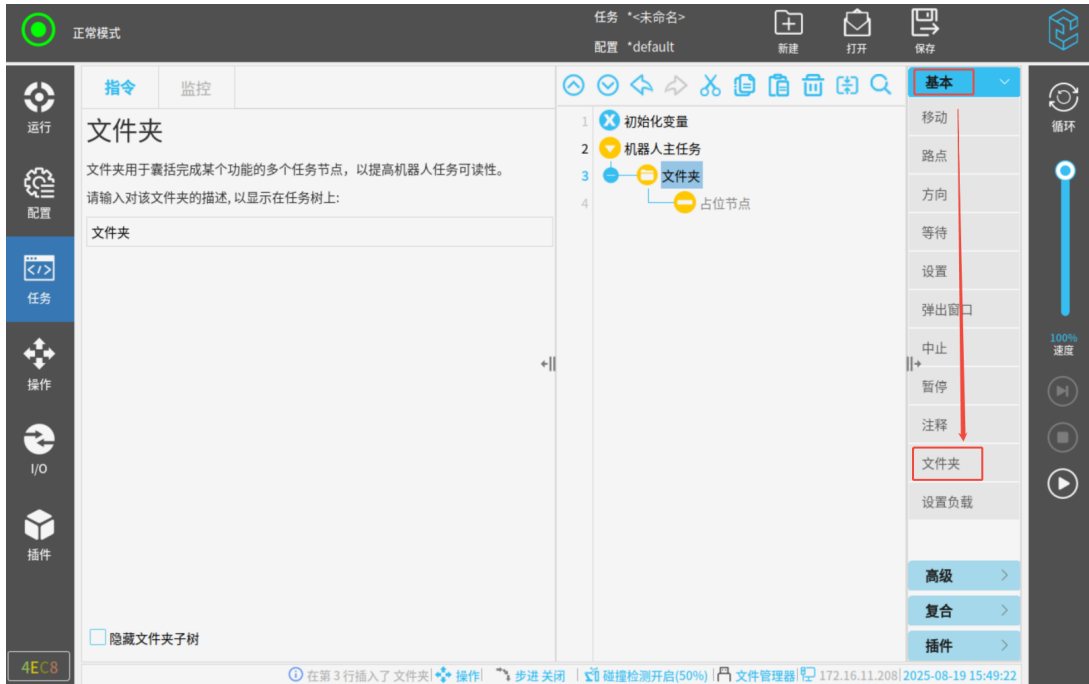 正常模式
任务 *<未命名>
配置 *default
新建
打开
保存
运行
配置
任务
操作
I/O
插件
4EC8
指令
监控
文件夹
文件夹用于囊括完成某个功能的多个任务节点，以提高机器人任务可读性。
请输入对该文件夹的描述,以显示在任务树上:
文件夹
隐藏文件夹子树
1 初始化变量
2 机器人主任务
3 文件夹
4 占位节点
基本
移动
路点
方向
等待
设置
弹出窗口
中止
暂停
注释
文件夹
设置负载
高级
复合
插件
循环
100%
速度
在第3行插入了 文件夹 操作 步进 关闭 碰撞检测开启(50%) 文件管理器 172.16.11.208 2025-08-19 15:49:22